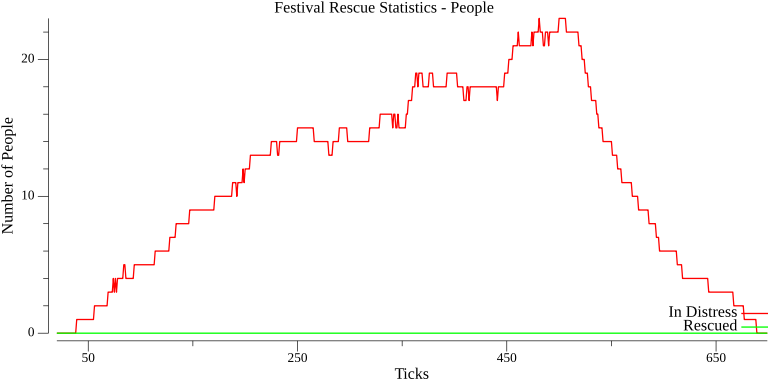 Festival Rescue Statistics - People
Number of People
20
10
0
In Distress
Rescued
50
250
450
650
Ticks